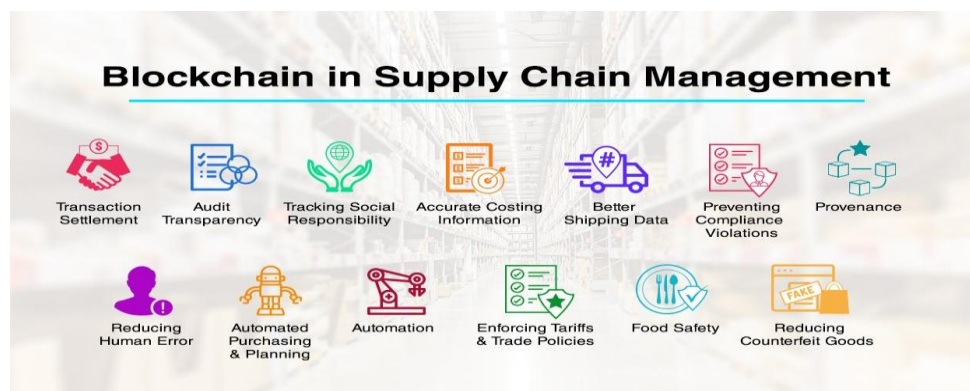 Blockchain in Supply Chain Management
$
#
Transaction
Settlement
Audit
Transparency
Tracking Social
Responsibility
Accurate Costing
Information
Better
Shipping Data
Preventing
Compliance
Violations
Provenance
!
FAKE
Reducing
Human Error
Automated
Purchasing
& Planning
Automation
Enforcing Tariffs
& Trade Policies
Food Safety
Reducing
Counterfeit Goods